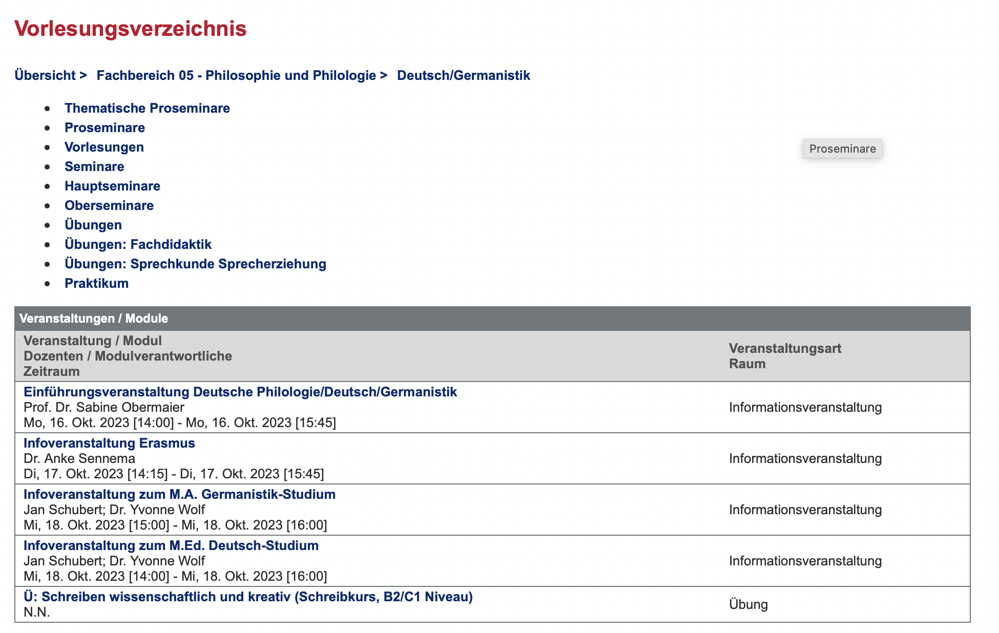 Vorlesungsverzeichnis
Übersicht > Fachbereich 05 - Philosophie und Philologie > Deutsch/Germanistik
Thematische Proseminare
Proseminare
Vorlesungen
Proseminare
Seminare
Hauptseminare
Oberseminare
Übungen
Übungen: Fachdidaktik
Übungen: Sprechkunde Sprecherziehung
Praktikum
Veranstaltungen / Module
Veranstaltung / Modul
Dozenten / Modulverantwortliche
Zeitraum
Veranstaltungsart
Raum
Einführungsveranstaltung Deutsche Philologie/Deutsch/Germanistik
Prof. Dr. Sabine Obermaier
Mo, 16. Okt. 2023 [14:00] - Mo, 16. Okt. 2023 [15:45]
Informationsveranstaltung
Infoveranstaltung Erasmus
Dr. Anke Sennema
Di, 17. Okt. 2023 [14:15] - Di, 17. Okt. 2023 [15:45]
Informationsveranstaltung
Infoveranstaltung zum M.A. Germanistik-Studium
Jan Schubert; Dr. Yvonne Wolf
Mi, 18. Okt. 2023 [15:00] - Mi, 18. Okt. 2023 [16:00]
Informationsveranstaltung
Infoveranstaltung zum M.Ed. Deutsch-Studium
Jan Schubert; Dr. Yvonne Wolf
Mi, 18. Okt. 2023 [14:00] - Mi, 18. Okt. 2023 [16:00]
Informationsveranstaltung
Ü: Schreiben wissenschaftlich und kreativ (Schreibkurs, B2/C1 Niveau)
N.N.
Übung